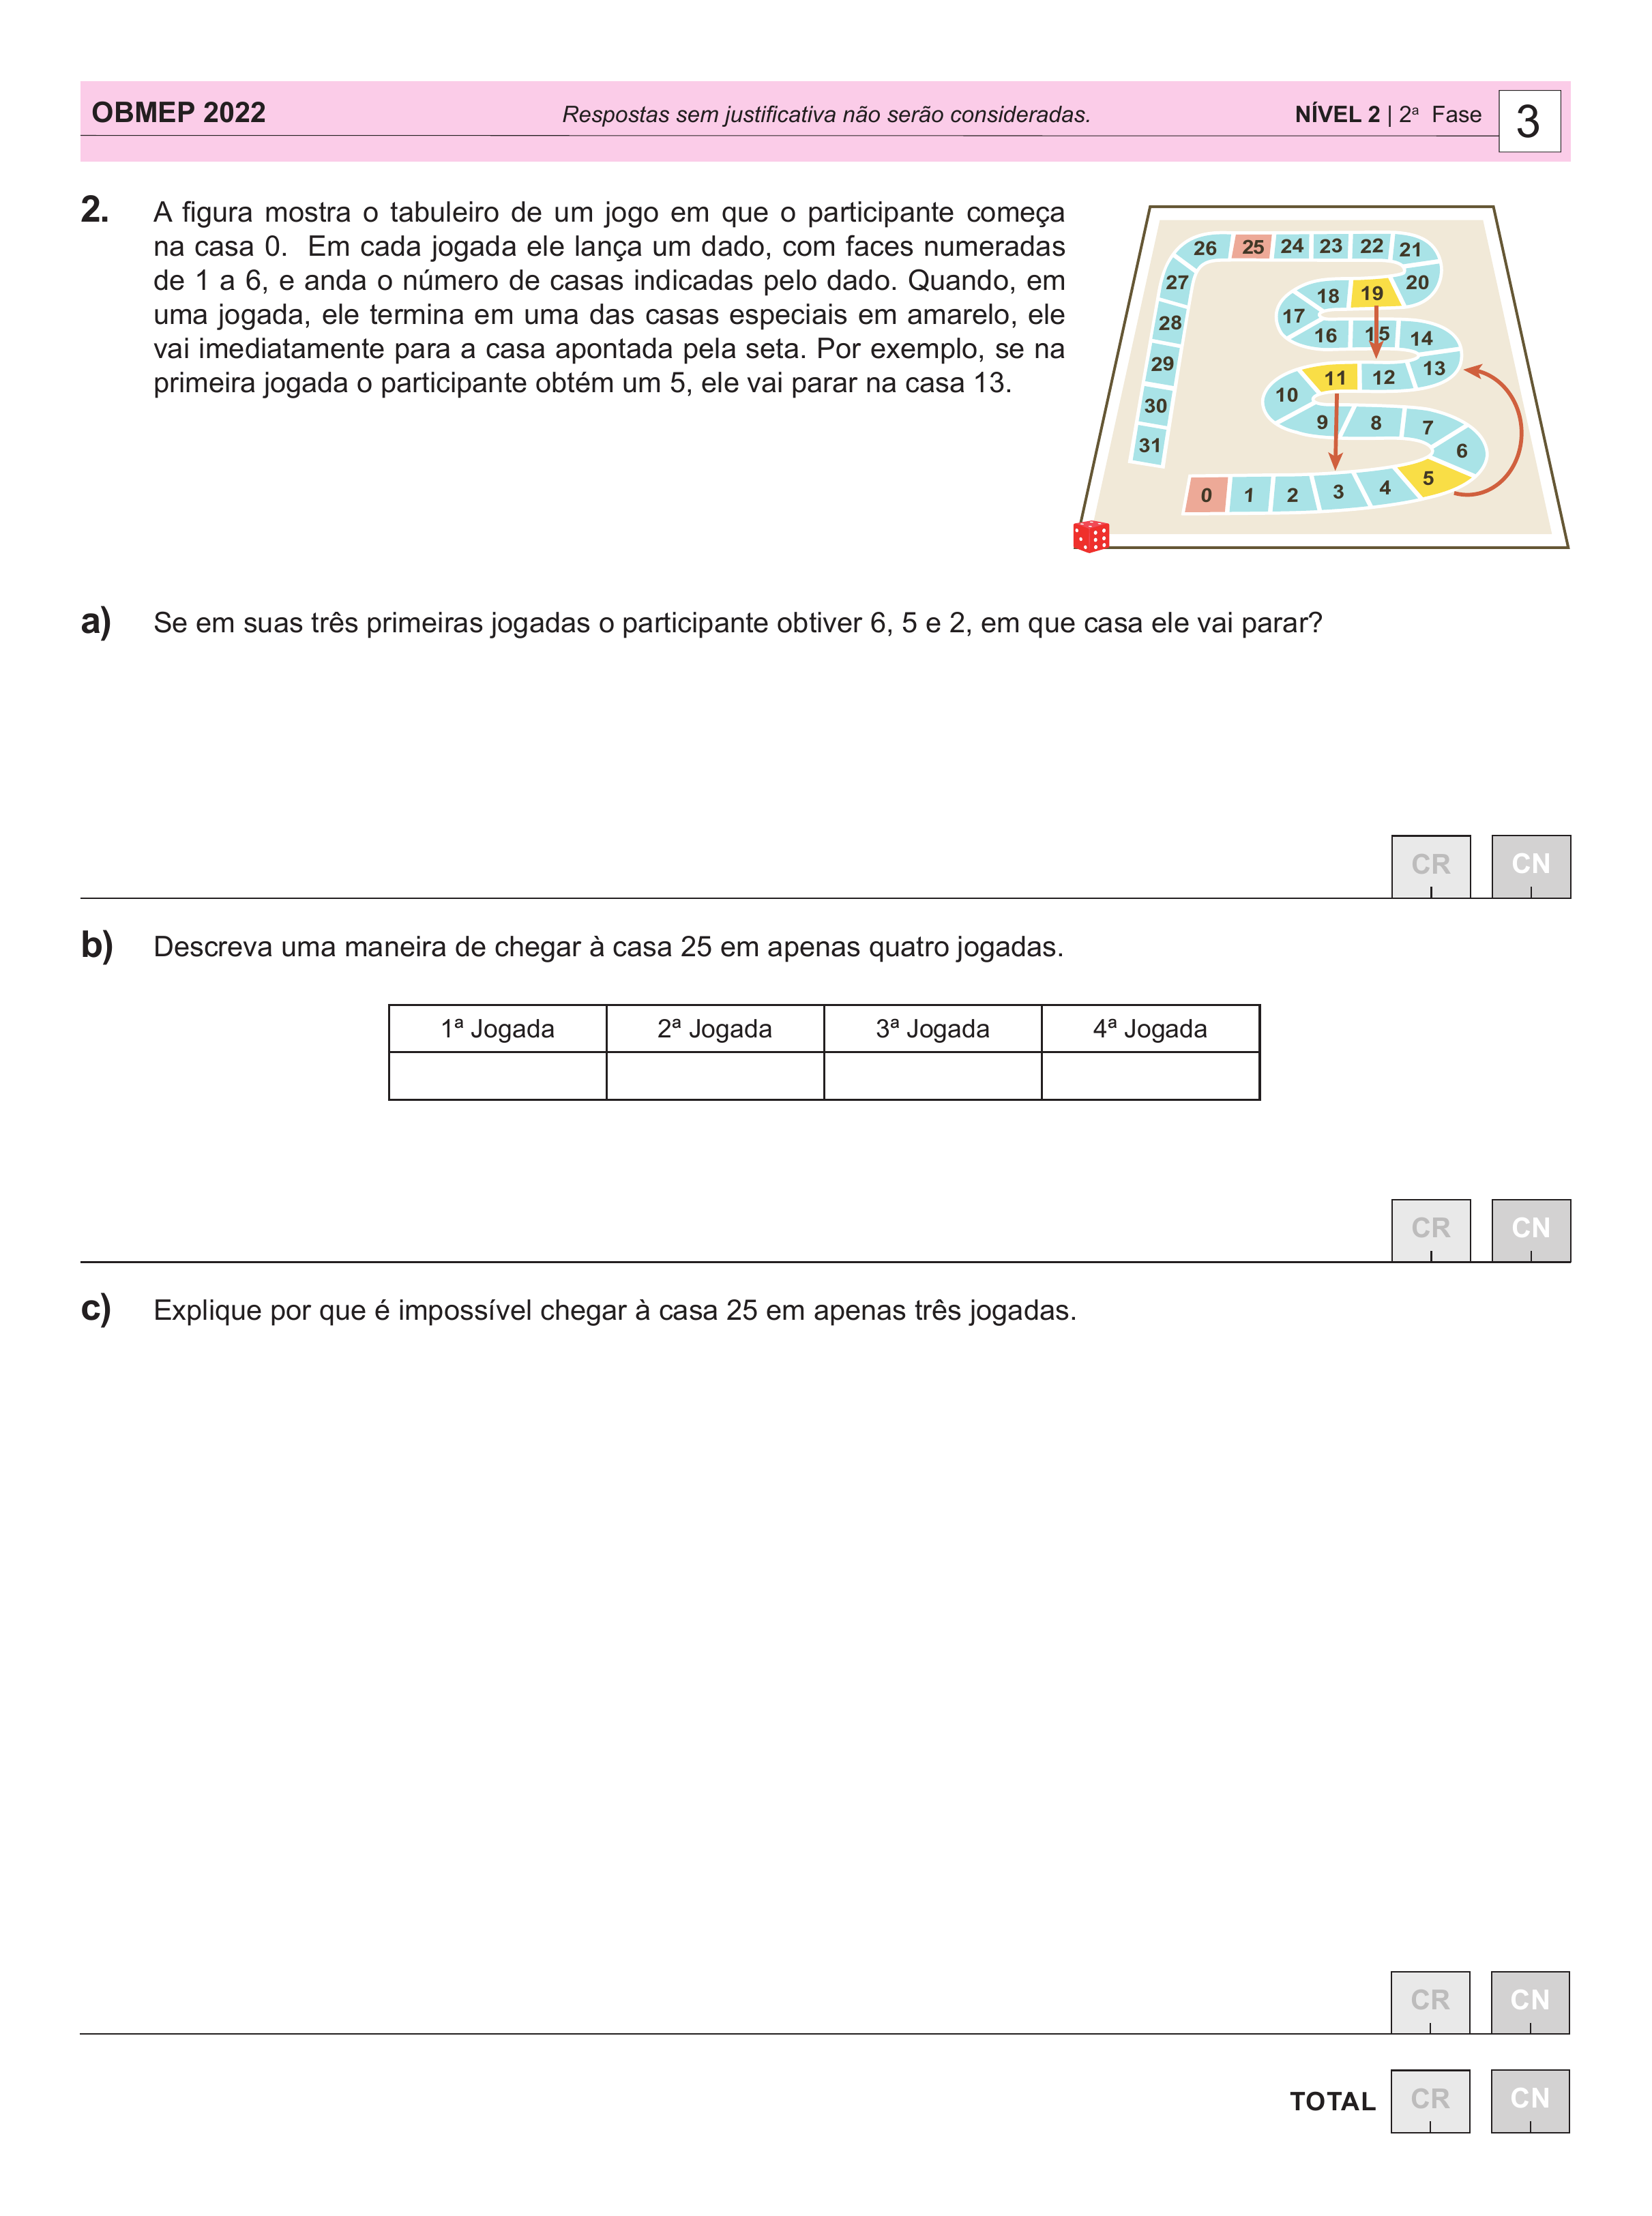 OBMEP 2022
Respostas sem justificativa não serão consideradas.
NÍVEL 2 | 2ª Fase
3
2. A figura mostra o tabuleiro de um jogo em que o participante começa
na casa 0. Em cada jogada ele lança um dado, com faces numeradas
de 1 a 6, e anda o número de casas indicadas pelo dado. Quando, em
uma jogada, ele termina em uma das casas especiais em amarelo, ele
vai imediatamente para a casa apontada pela seta. Por exemplo, se na
primeira jogada o participante obtém um 5, ele vai parar na casa 13.
26 25 24 23 22 21
27 18 19 20
28 17 16 15 14
29 11 12 13
30 10 9 8 7
31 6
0 1 2 3 4 5
a) Se em suas três primeiras jogadas o participante obtiver 6, 5 e 2, em que casa ele vai parar?
CR CN
b) Descreva uma maneira de chegar à casa 25 em apenas quatro jogadas.
1ª Jogada 2ª Jogada 3ª Jogada 4ª Jogada
CR CN
c) Explique por que é impossível chegar à casa 25 em apenas três jogadas.
CR CN
TOTAL CR CN